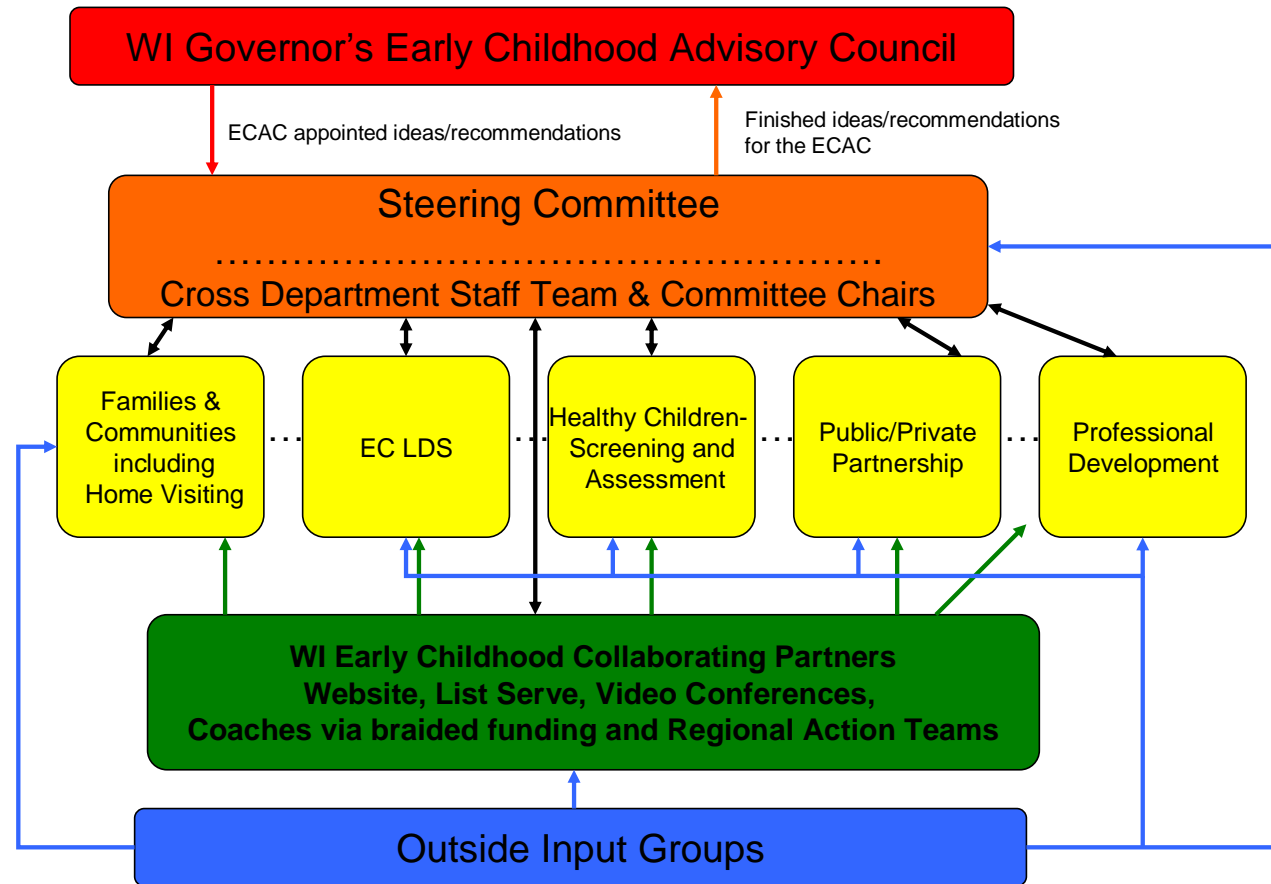 WI Governor's Early Childhood Advisory Council
ECAC appointed ideas/recommendations
Finished ideas/recommendations
for the ECAC
Steering Committee
Cross Department Staff Team & Committee Chairs
Families &
Communities
including
Home Visiting
EC LDS
Healthy Children-
Screening and
Assessment
Public/Private
Partnership
Professional
Development
WI Early Childhood Collaborating Partners
Website, List Serve, Video Conferences,
Coaches via braided funding and Regional Action Teams
Outside Input Groups